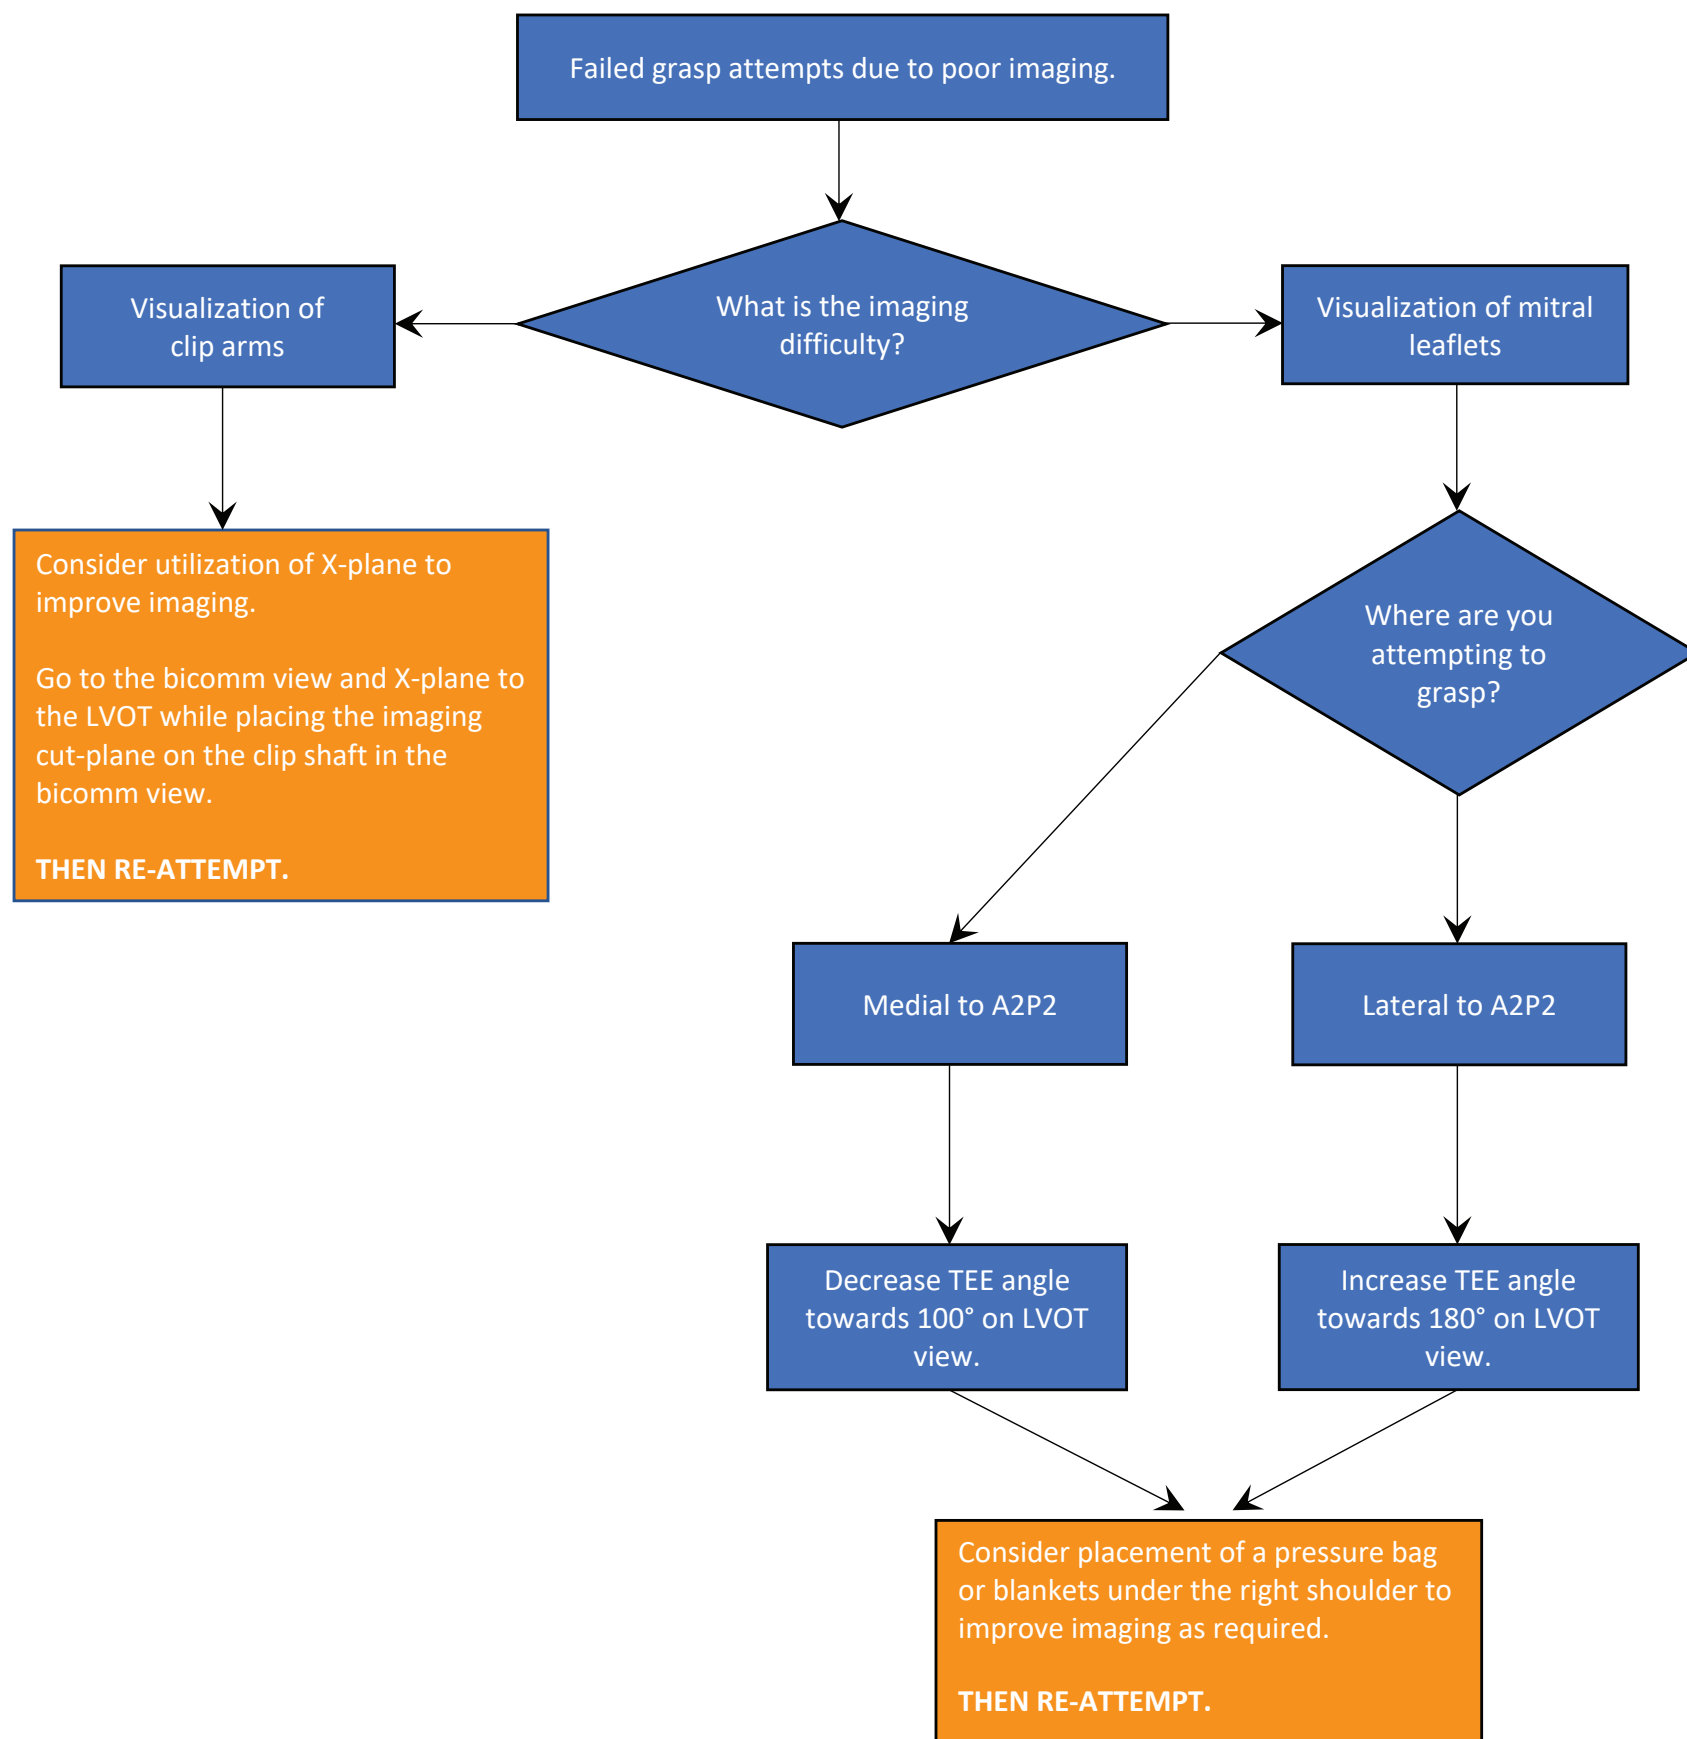 Failed grasp attempts due to poor imaging.
What is the imaging
difficulty?
Visualization of
clip arms
Visualization of mitral
leaflets
Consider utilization of X-plane to
improve imaging.
Go to the bicomm view and X-plane to
the LVOT while placing the imaging
cut-plane on the clip shaft in the
bicomm view.
THEN RE-ATTEMPT.
Where are you
attempting to
grasp?
Medial to A2P2
Lateral to A2P2
Decrease TEE angle
towards 100° on LVOT
view.
Increase TEE angle
towards 180° on LVOT
view.
Consider placement of a pressure bag
or blankets under the right shoulder to
improve imaging as required.
THEN RE-ATTEMPT.